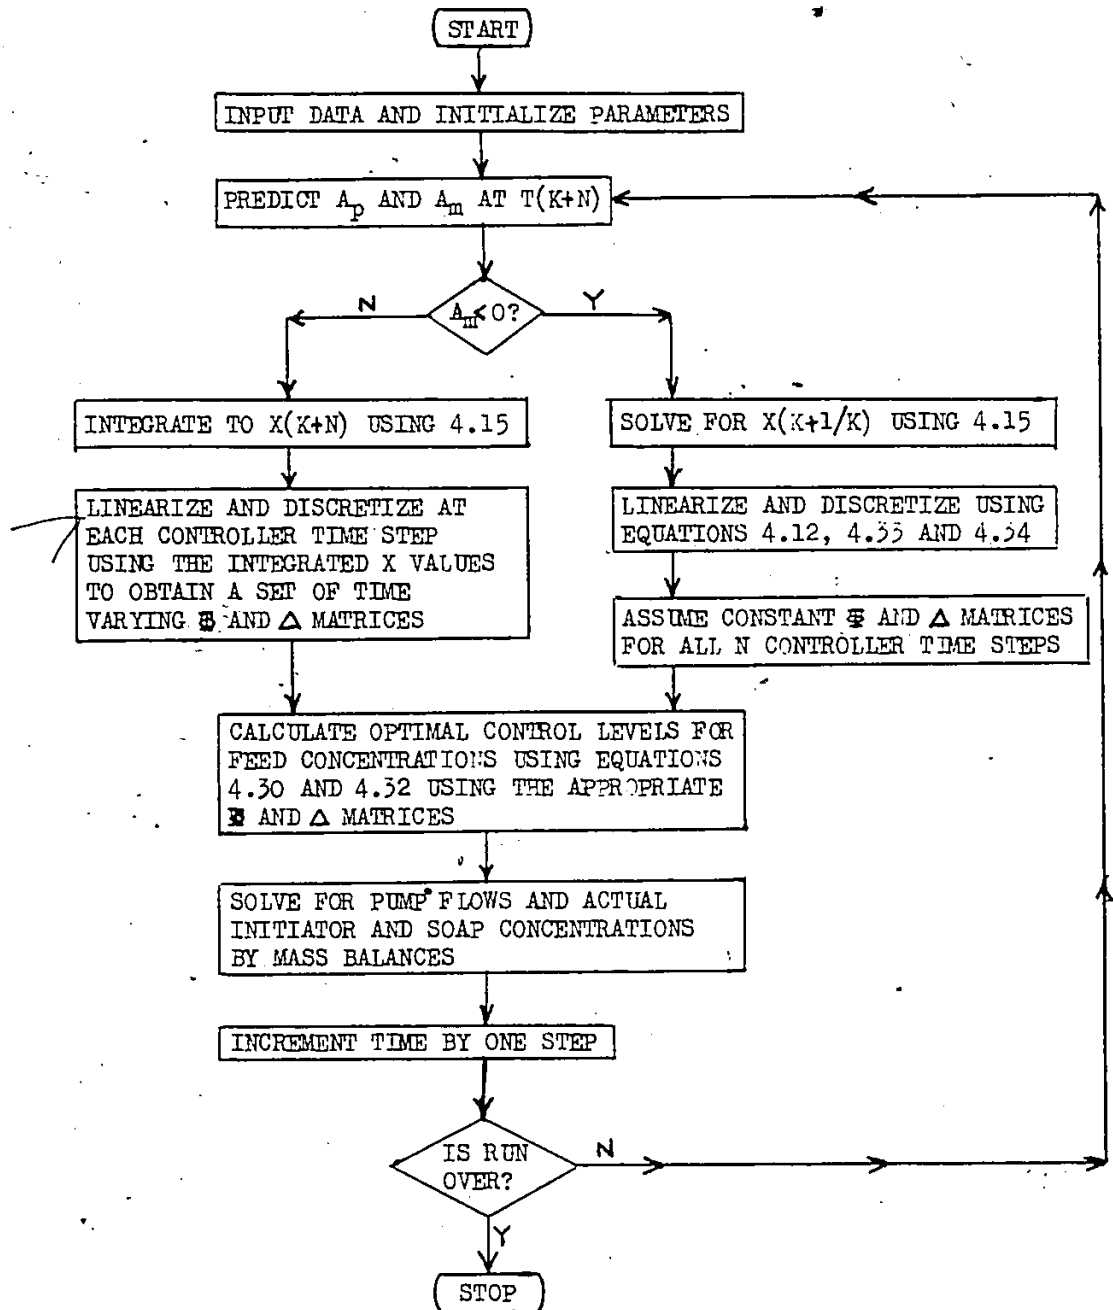 START
INPUT DATA AND INITIALIZE PARAMETERS
PREDICT Ap AND Am AT T(K+N)
N
Am<0?
Y
INTEGRATE TO X(K+N) USING 4.15
SOLVE FOR X(K+1/K) USING 4.15
LINEARIZE AND DISCRETIZE AT
EACH CONTROLLER TIME STEP
USING THE INTEGRATED X VALUES
TO OBTAIN A SET OF TIME
VARYING AND Δ MATRICES
LINEARIZE AND DISCRETIZE USING
EQUATIONS 4.12, 4.33 AND 4.34
ASSUME CONSTANT AND Δ MATRICES
FOR ALL N CONTROLLER TIME STEPS
CALCULATE OPTIMAL CONTROL LEVELS FOR
FEED CONCENTRATIONS USING EQUATIONS
4.30 AND 4.32 USING THE APPROPRIATE
AND Δ MATRICES
SOLVE FOR PUMP FLOWS AND ACTUAL
INITIATOR AND SOAP CONCENTRATIONS
BY MASS BALANCES
INCREMENT TIME BY ONE STEP
IS RUN
OVER?
N
Y
STOP